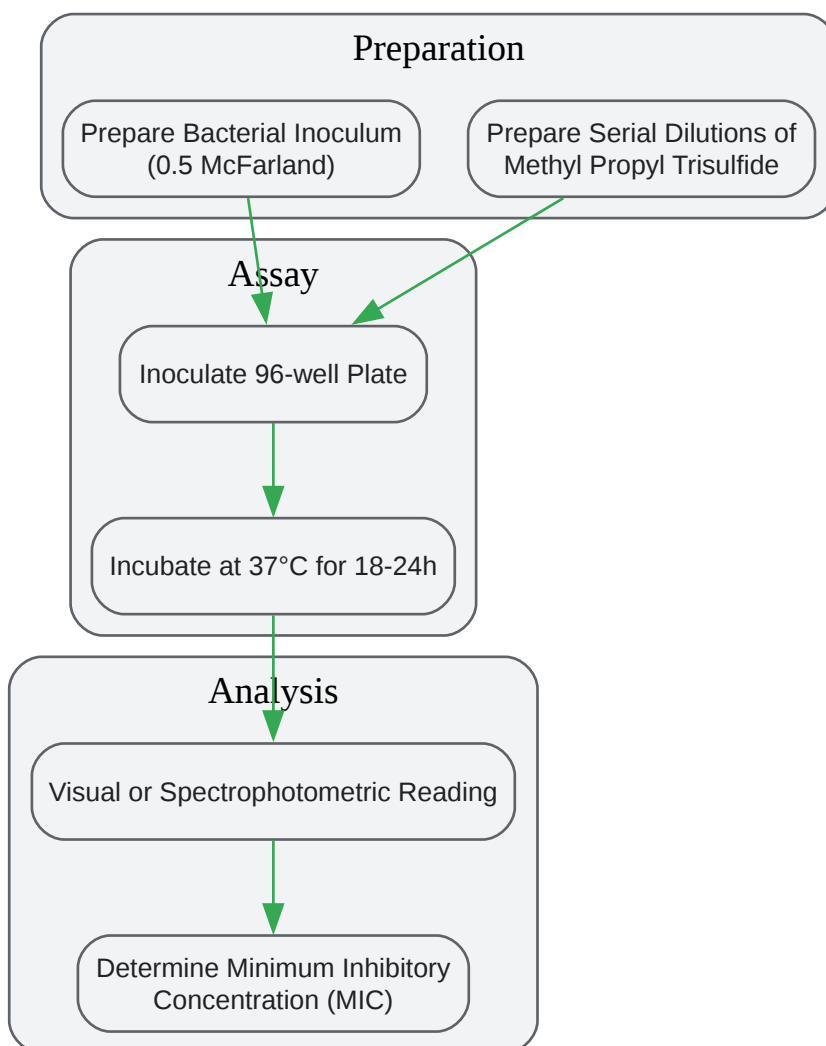 Preparation
Prepare Bacterial Inoculum
(0.5 McFarland)
Prepare Serial Dilutions of
Methyl Propyl Trisulfide
Assay
Inoculate 96-well Plate
Incubate at 37°C for 18-24h
Analysis
Visual or Spectrophotometric Reading
Determine Minimum Inhibitory
Concentration (MIC)